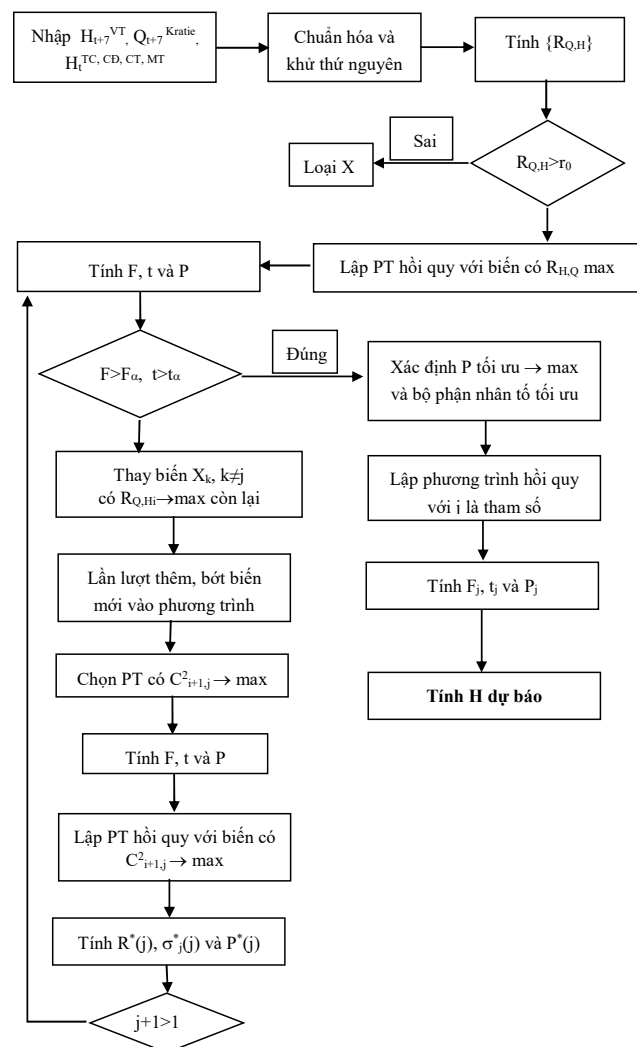 Nhập H_{t+7}^{VT}, Q_{t+7}^{Kratie},
H_t^{TC, CĐ, CT, MT}
Chuẩn hóa và
khử thứ nguyên
Tính {R_{Q,H}}
Sai
Loại X
R_{Q,H}>r_0
Lập PT hồi quy với biến có R_{H,Q} max
Tính F, t và P
F>F_α, t>t_α
Đúng
Xác định P tối ưu → max
và bộ phận nhân tố tối ưu
Thay biến X_k, k≠j
có R_{Q,Hi}→max còn lại
Lập phương trình hồi quy
với j là tham số
Lần lượt thêm, bớt biến
mới vào phương trình
Tính F_j, t_j và P_j
Chọn PT có C^2_{i+1,j} → max
Tính H dự báo
Tính F, t và P
Lập PT hồi quy với biến có
C^2_{i+1,j} → max
Tính R^*(j), σ^*_j(j) và P^*(j)
j+1>1